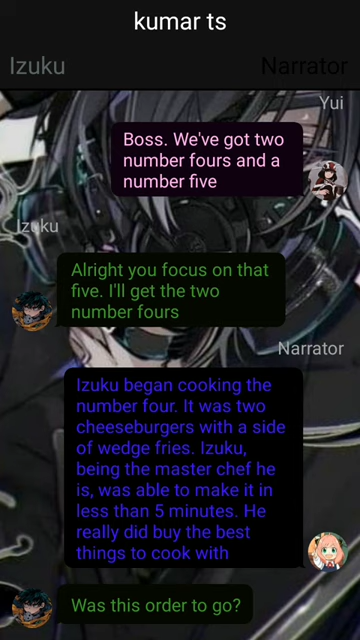 kumar ts
Izuku
Narrator
Yui
Boss. We've got two
number fours and a
number five
Izuku
Alright you focus on that
five. I'll get the two
number fours
Narrator
Izuku began cooking the
number four. It was two
cheeseburgers with a side
of wedge fries. Izuku,
being the master chef he
is, was able to make it in
less than 5 minutes. He
really did buy the best
things to cook with
Was this order to go?